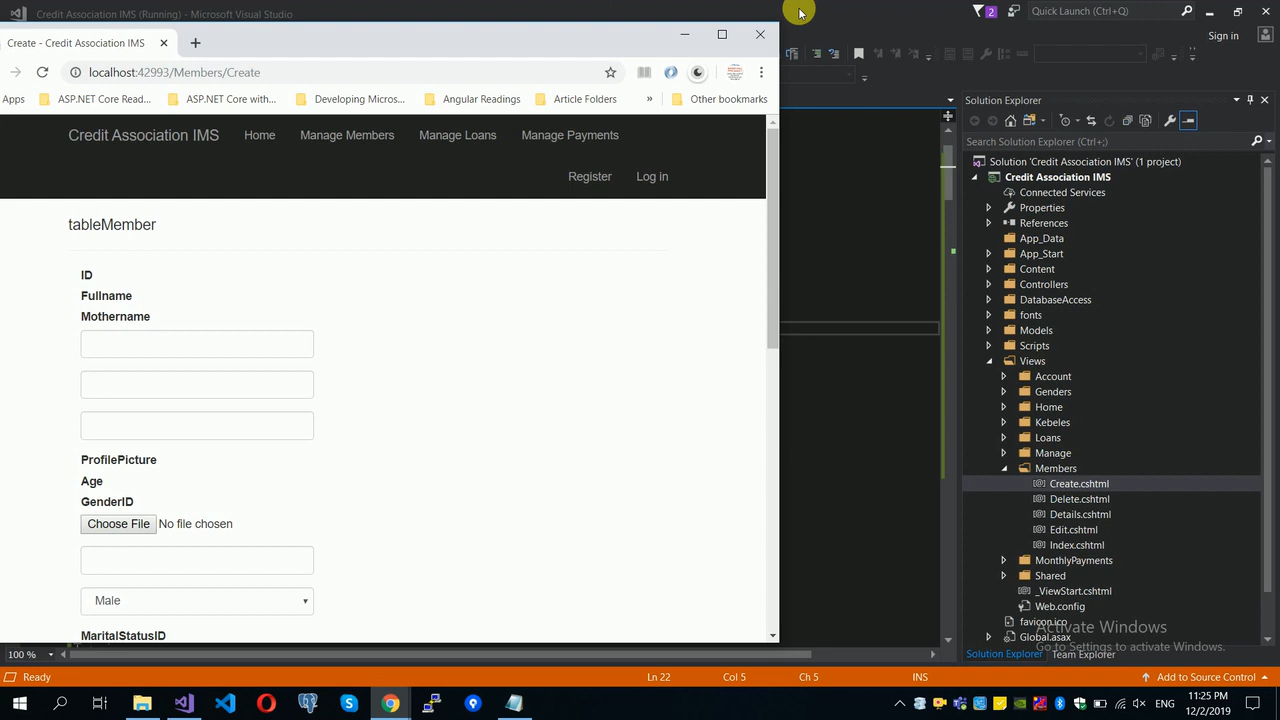 Credit Association IMS (Running) - Microsoft Visual Studio
2
Quick Launch (Ctrl+;)
Create - Credit Association IMS
Sign in
localhost:42993/Members/Create
Apps
ASP.NET Core Read...
ASP.NET Core with...
Developing Micros...
Angular Readings
Article Folders
»
Other bookmarks
Solution Explorer
Search Solution Explorer (Ctrl+;)
Credit Association IMS
Home
Manage Members
Manage Loans
Manage Payments
Register
Log in
tableMember
ID
Fullname
Mothername
ProfilePicture
Age
GenderID
Choose File No file chosen
Male
MaritalStatusID
Solution 'Credit Association IMS' (1 project)
Credit Association IMS
Connected Services
Properties
References
App_Data
App_Start
Content
Controllers
DatabaseAccess
fonts
Models
Scripts
Views
Account
Genders
Home
Kebeles
Loans
Manage
Members
Create.cshtml
Delete.cshtml
Details.cshtml
Edit.cshtml
Index.cshtml
MonthlyPayments
Shared
_ViewStart.cshtml
Web.config
favicon.ico
Global.asax
Activate Windows
Go to Settings to activate Windows.
Solution Explorer
Team Explorer
100 %
Ready
Ln 22
Col 5
Ch 5
INS
Add to Source Control
ENG
11:25 PM
12/2/2019